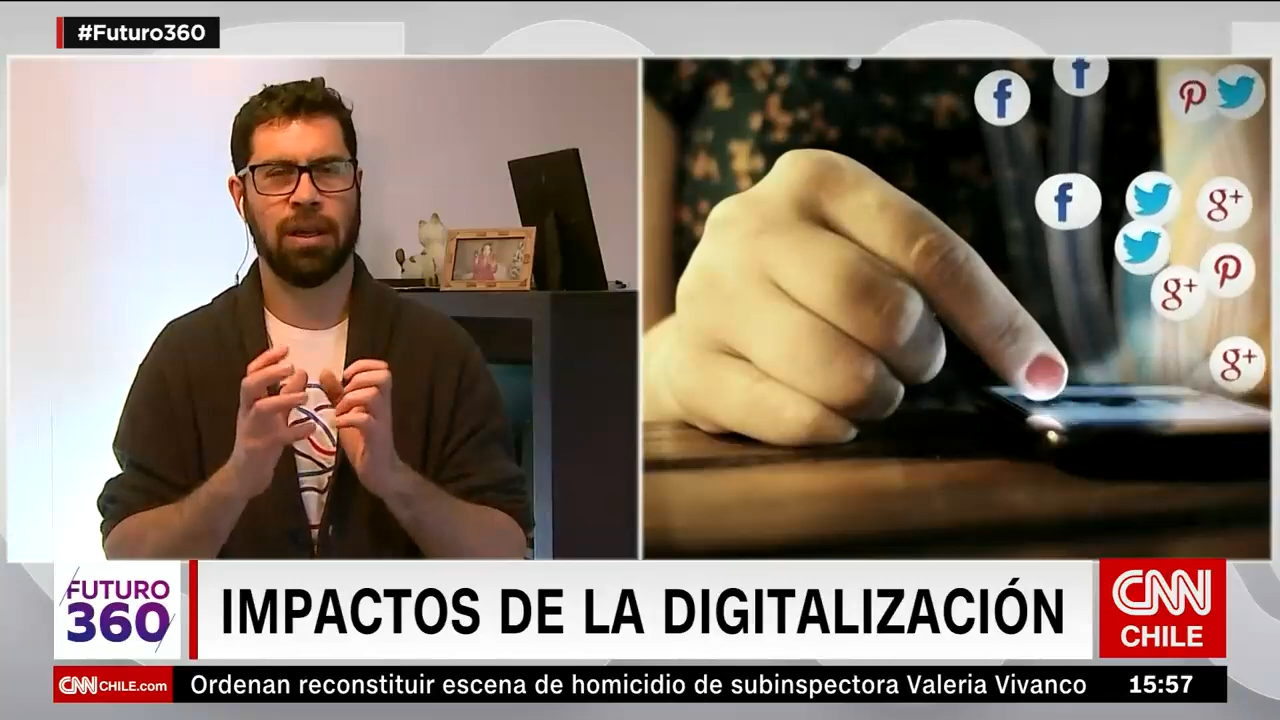 #Futuro360
f
f
f
g+
g+
g+
FUTURO
360
IMPACTOS DE LA DIGITALIZACIÓN
CNN
CHILE
CNNCHILE.com
Ordenan reconstituir escena de homicidio de subinspectora Valeria Vivanco
15:57